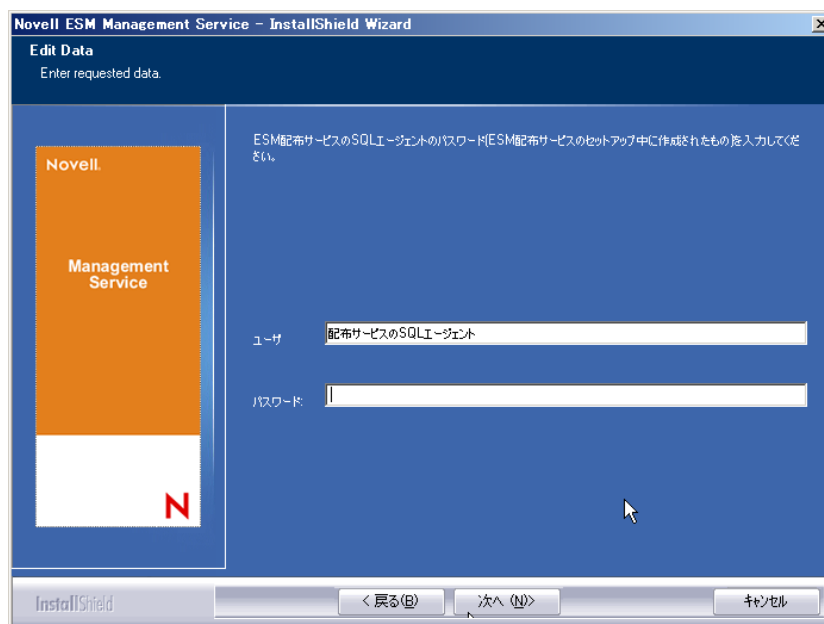 Novell ESM Management Service - InstallShield Wizard
Edit Data
Enter requested data.
ESM配布サービスのSQLエージェントのパスワード(ESM配布サービスのセットアップ中に作成されたもの)を入力してくだ
さい。
Novell.
Management
Service
ユーザ
配布サービスのSQLエージェント
パスワード:
N
InstallShield
< 戻る(B)
次へ (N)>
キャンセル